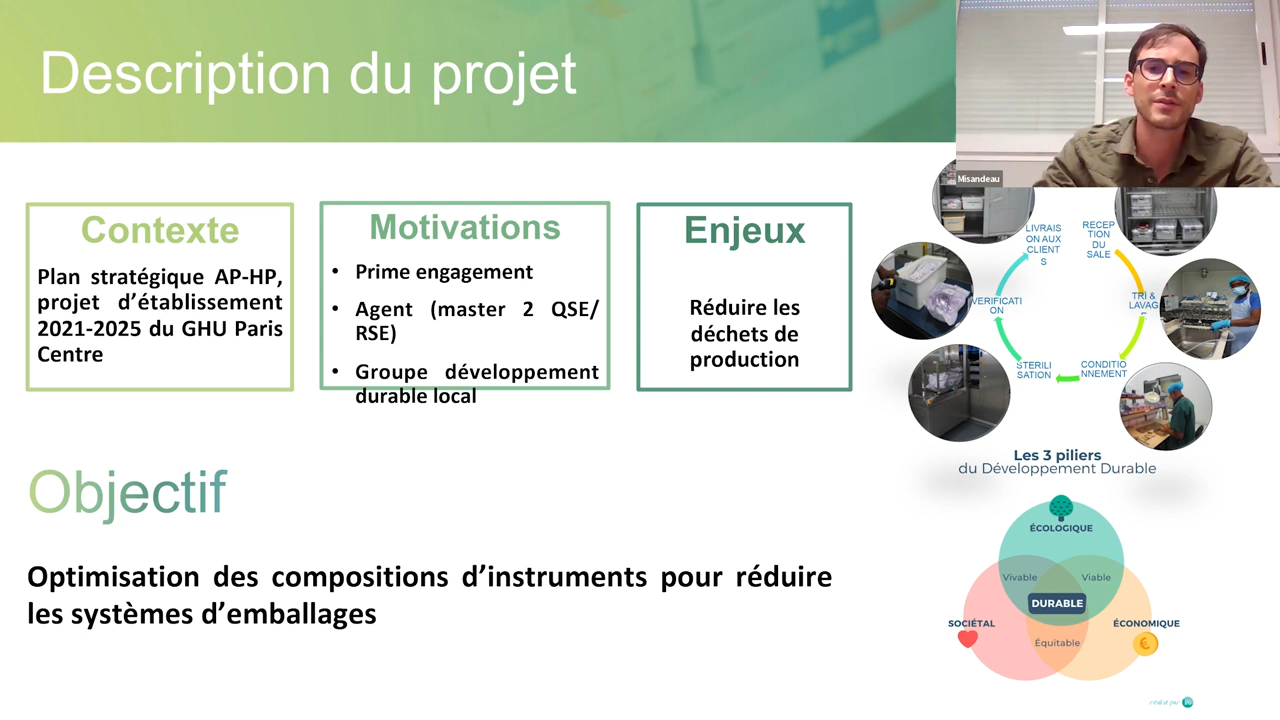 Description du projet
Misandeau
Contexte
Plan stratégique AP-HP,
projet d’établissement
2021-2025 du GHU Paris
Centre
Motivations
• Prime engagement
• Agent (master 2 QSE/
RSE)
• Groupe développement
durable local
Enjeux
Réduire les
déchets de
production
LIVRAIS
ON AUX
CLIENT
S
RECEP
TION
DU
SALE
VERIFICATI
ON
TRI &
LAVAG
STERILI
SATION
CONDITIO
NNEMENT
Objectif
Optimisation des compositions d’instruments pour réduire
les systèmes d’emballages
Les 3 piliers
du Développement Durable
ÉCOLOGIQUE
Vivable
Viable
DURABLE
SOCIÉTAL
ÉCONOMIQUE
Équitable
€